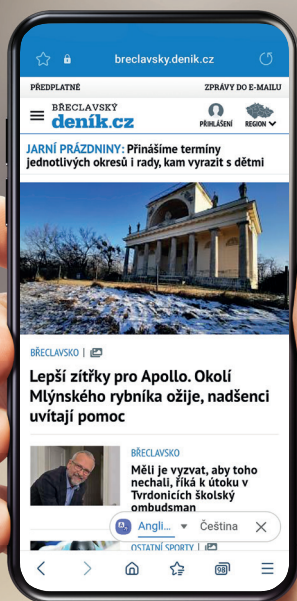 breclavsky.denik.cz
PŘEDPLATNÉ ZPRÁVY DO E-MAILU
BŘECLAVSKÝ
deník.cz
PŘIHLÁŠENÍ REGION
JARNÍ PRÁZDNINY: Přinášíme termíny
jednotlivých okresů i rady, kam vyrazit s dětmi
BŘECLAVSKO |
Lepší zítřky pro Apollo. Okolí
Mlýnského rybníka ožije, nadšenci
uvítají pomoc
BŘECLAVSKO
Měli je vyzvat, aby toho
nechali, říká k útoku v
Tvrdonicích školský
ombudsman
Angli... Čeština
OSTATNÍ SPORTY |
GB